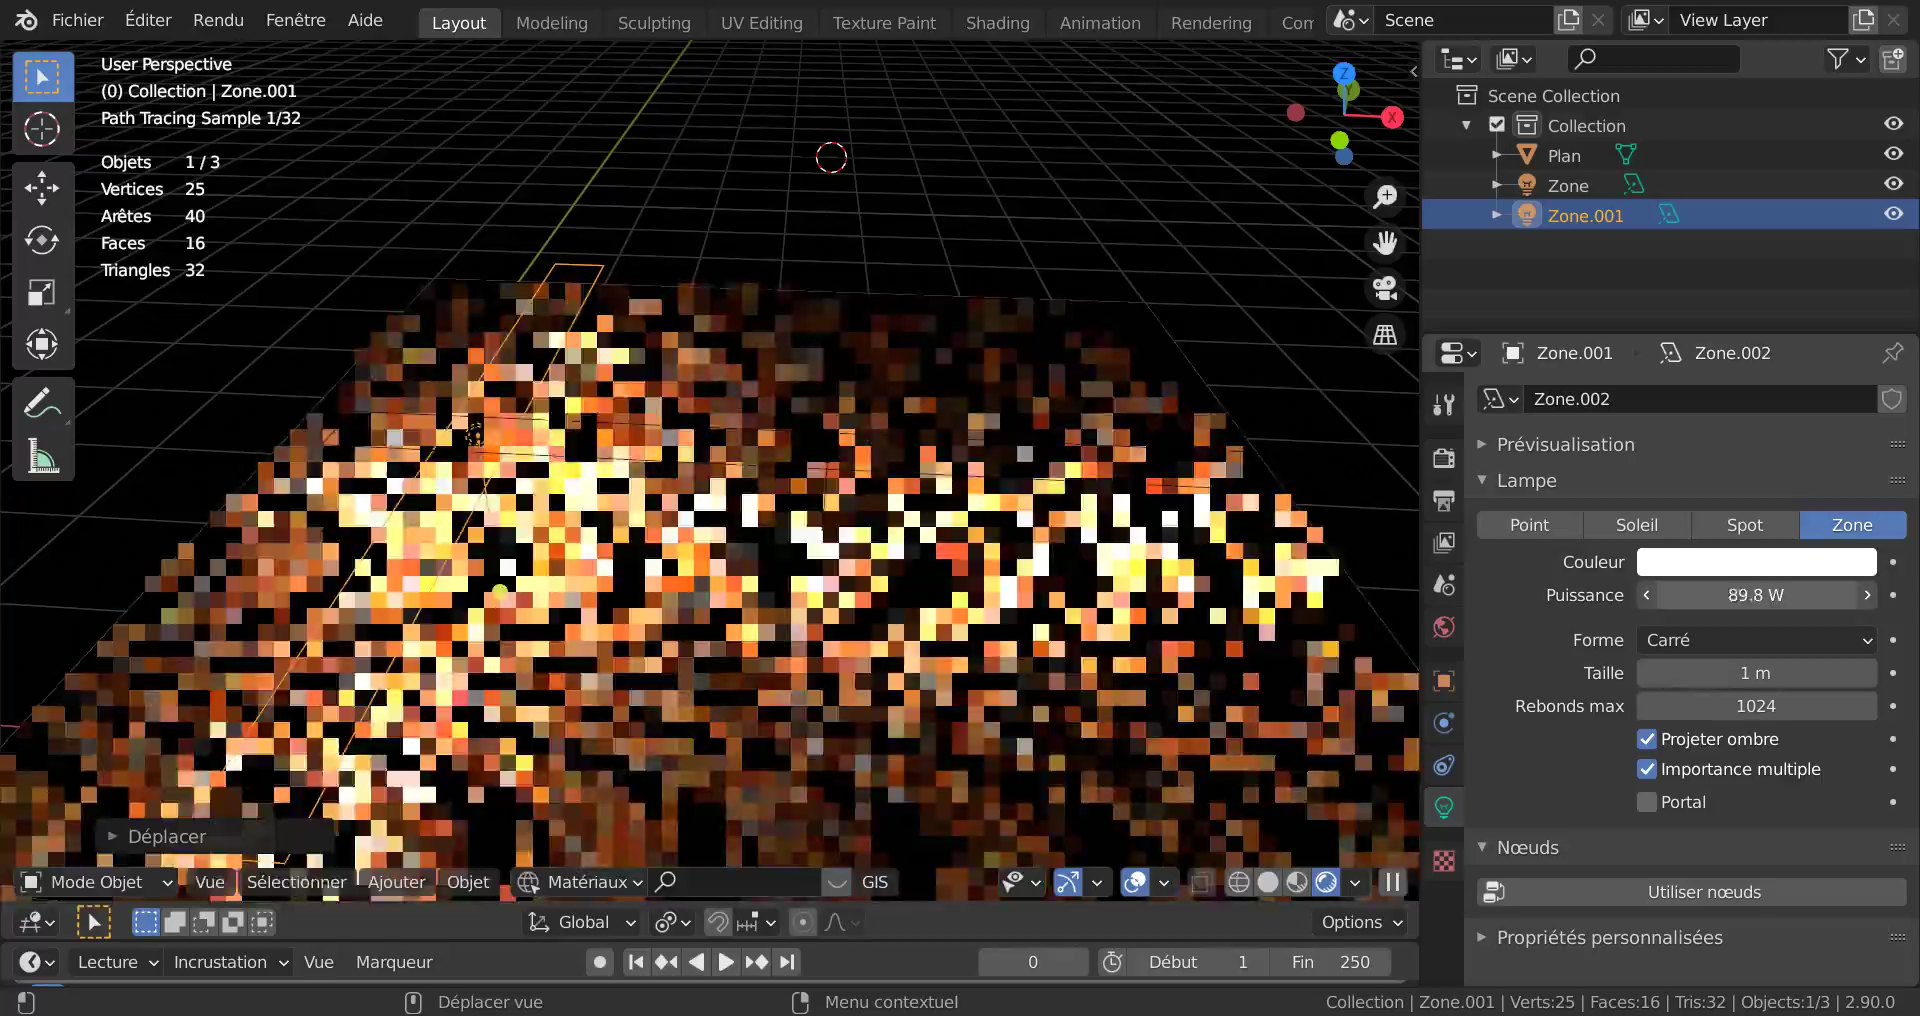 Fichier Éditer Rendu Fenêtre Aide Layout Modeling Sculpting UV Editing Texture Paint Shading Animation Rendering Com Scene View Layer
User Perspective
(0) Collection | Zone.001
Path Tracing Sample 1/32
Objets 1 / 3
Vertices 25
Arêtes 40
Faces 16
Triangles 32
Z
X
Scene Collection
Collection
Plan
Zone
Zone.001
Zone.001 Zone.002
Zone.002
Prévisualisation
Lampe
Point Soleil Spot Zone
Couleur
Puissance 89.8 W
Forme Carré
Taille 1 m
Rebonds max 1024
Projeter ombre
Importance multiple
Portal
Nœuds
Utiliser nœuds
Propriétés personnalisées
Déplacer
Mode Objet Vue Sélectionner Ajouter Objet Matériaux GIS
Global Options
Lecture Incrustation Vue Marqueur 0 Début 1 Fin 250
Déplacer vue Menu contextuel Collection | Zone.001 | Verts:25 | Faces:16 | Tris:32 | Objects:1/3 | 2.90.0